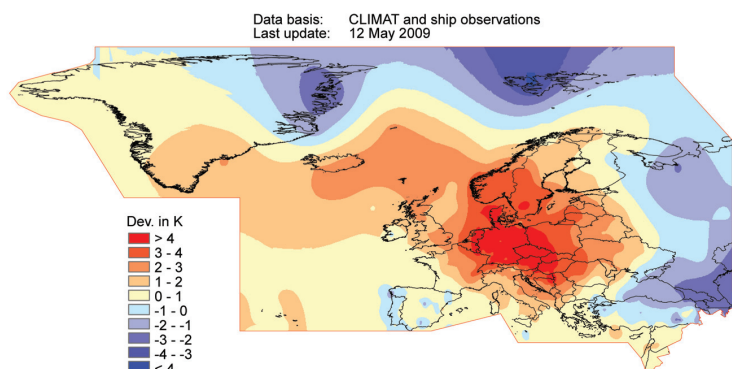 Data basis: CLIMAT and ship observations
Last update: 12 May 2009
Dev. in K
> 4
3 - 4
2 - 3
1 - 2
0 - 1
-1 - 0
-2 - -1
-3 - -2
-4 - -3